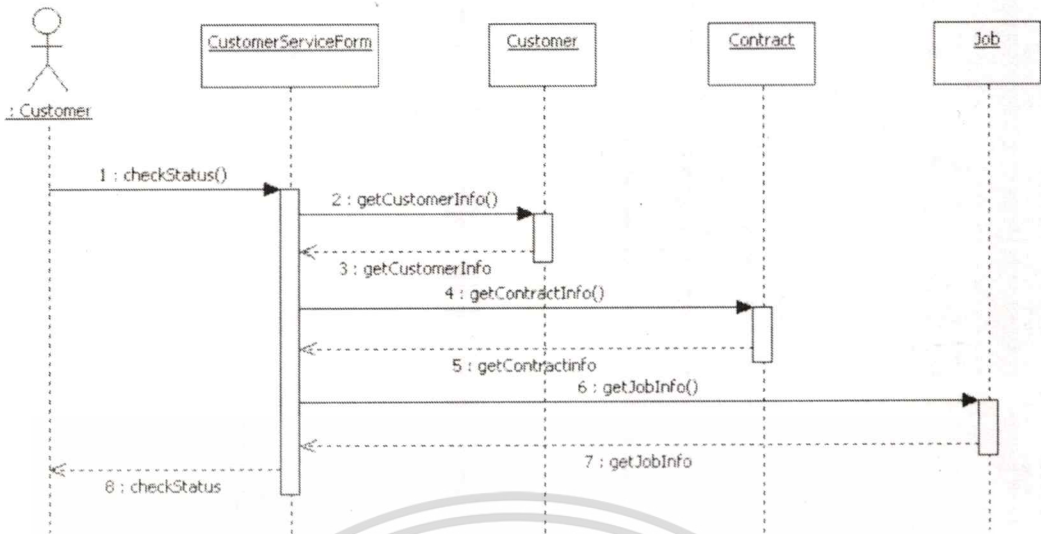 CustomerServiceForm
Customer
Contract
Job
: Customer
1 : checkStatus()
2 : getCustomerInfo()
3 : getCustomerInfo
4 : getContractInfo()
5 : getContractinfo
6 : getJobInfo()
7 : getJobInfo
8 : checkStatus